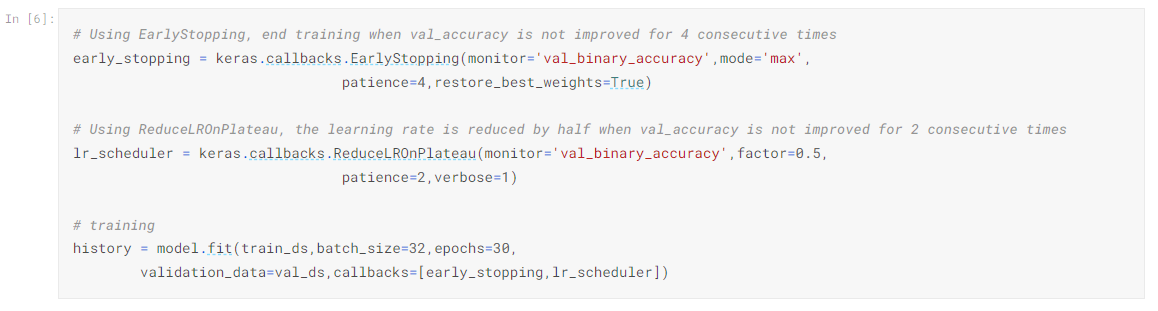 In [6]:
# Using EarlyStopping, end training when val_accuracy is not improved for 4 consecutive times
early_stopping = keras.callbacks.EarlyStopping(monitor='val_binary_accuracy',mode='max',
patience=4,restore_best_weights=True)
# Using ReduceLROnPlateau, the learning rate is reduced by half when val_accuracy is not improved for 2 consecutive times
lr_scheduler = keras.callbacks.ReduceLROnPlateau(monitor='val_binary_accuracy',factor=0.5,
patience=2,verbose=1)
# training
history = model.fit(train_ds,batch_size=32,epochs=30,
validation_data=val_ds,callbacks=[early_stopping,lr_scheduler])